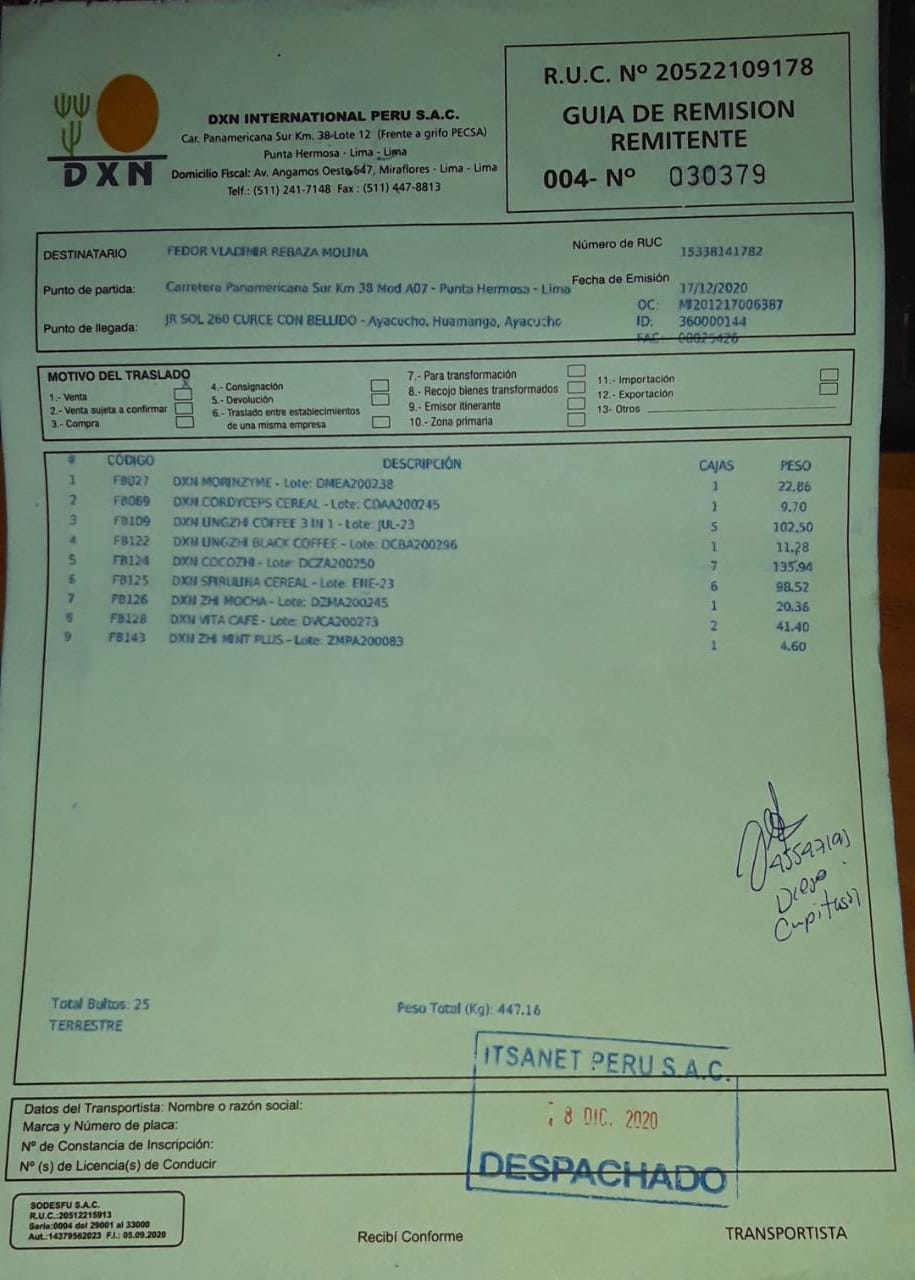 DXN
DXN INTERNATIONAL PERU S.A.C.
Car. Panamericana Sur Km. 38-Lote 12 (Frente a grifo PECSA)
Punta Hermosa - Lima - Lima
Domicilio Fiscal: Av. Angamos Oeste 547, Miraflores - Lima - Lima
Telf.: (511) 241-7148 Fax : (511) 447-8813
R.U.C. Nº 20522109178
GUIA DE REMISION
REMITENTE
004- Nº 030379
DESTINATARIO FEDOR VLADIMIR REBAZA MOLINA Número de RUC 15338141782
Punto de partida: Carretera Panamericana Sur Km 38 Mod A07 - Punta Hermosa - Lima Fecha de Emisión 17/12/2020
OC: M201217006387
Punto de llegada: JR SOL 260 CURCE CON BELLIDO - Ayacucho, Huamanga, Ayacucho ID: 360000144
FAC: 00025426
MOTIVO DEL TRASLADO
1.- Venta X
2.- Venta sujeta a confirmar
3.- Compra
4.- Consignación
5.- Devolución
6.- Traslado entre establecimientos
de una misma empresa
7.- Para transformación
8.- Recojo bienes transformados
9.- Emisor itinerante
10.- Zona primaria
11.- Importación
12.- Exportación
13- Otros
# CÓDIGO DESCRIPCIÓN CAJAS PESO
1 FB027 DXN MORINZYME - Lote: DMEA200238 1 22.86
2 FB069 DXN CORDYCEPS CEREAL - Lote: CDAA200245 1 9.70
3 FB109 DXN LINGZHI COFFEE 3 IN 1 - Lote: JUL-23 5 102.50
4 FB122 DXN LINGZHI BLACK COFFEE - Lote: DCBA200296 1 11.28
5 FB124 DXN COCOZHI - Lote: DCZA200250 7 135.94
6 FB125 DXN SPIRULINA CEREAL - Lote: ENE-23 6 98.52
7 FB126 DXN ZHI MOCHA - Lote: DZMA200245 1 20.36
8 FB128 DXN VITA CAFE - Lote: DVCA200273 2 41.40
9 FB143 DXN ZHI MINT PLUS - Lote: ZMPA200083 1 4.60
Diego
Total Bultos: 25 Peso Total (Kg): 447.16
TERRESTRE
ITSANET PERU S.A.C.
8 DIC. 2020
DESPACHADO
Datos del Transportista: Nombre o razón social:
Marca y Número de placa:
Nº de Constancia de Inscripción:
Nº (s) de Licencia(s) de Conducir
SODESFU S.A.C.
R.U.C.:20512215913
Serie:0004 del 29001 al 33000
Aut.:14379562023 F.I.: 05.09.2020
Recibí Conforme
TRANSPORTISTA